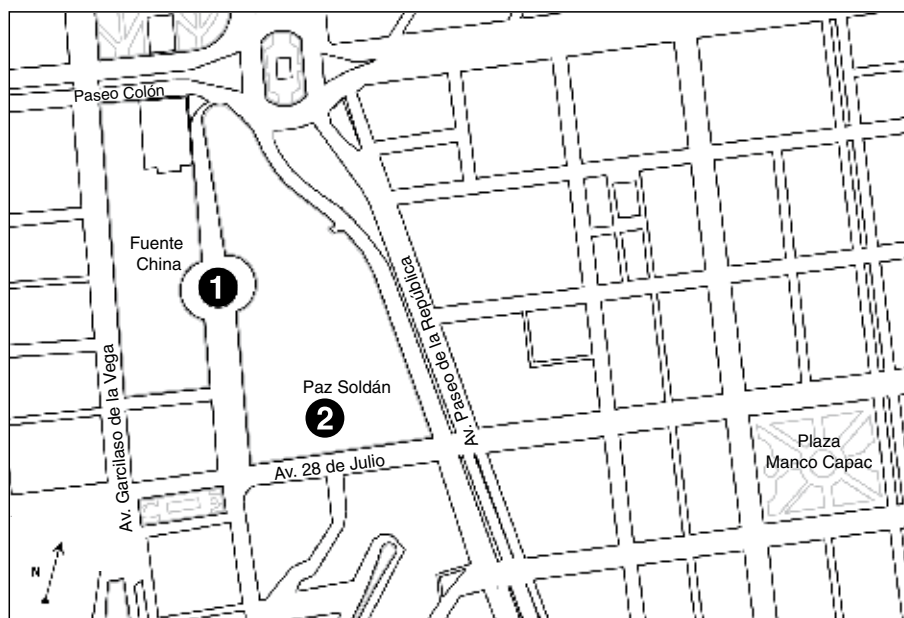 Paseo Colón
Fuente
China
1
Av. Paseo de la República
Av. Garcilaso de la Vega
Paz Soldán
2
Av. 28 de Julio
Plaza
Manco Capac
N